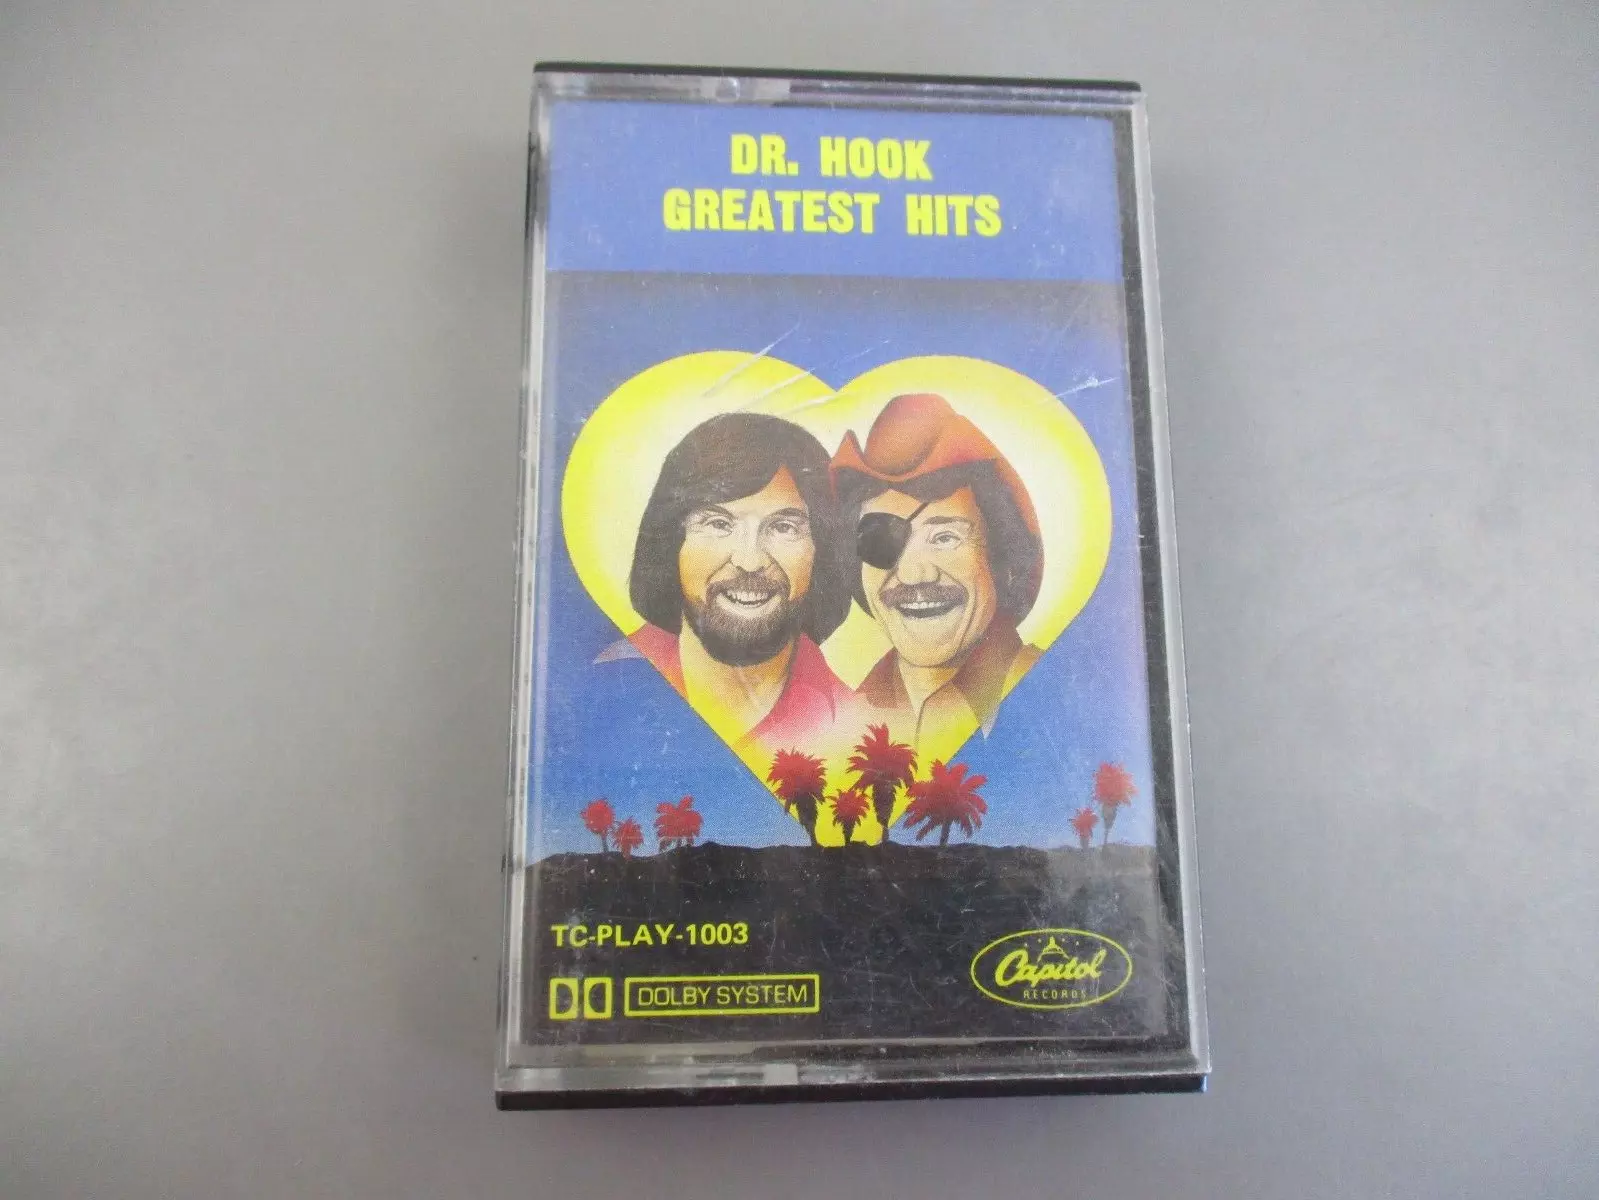 DR. HOOK
GREATEST HITS
TC-PLAY-1003
DOLBY SYSTEM
Capitol
RECORDS